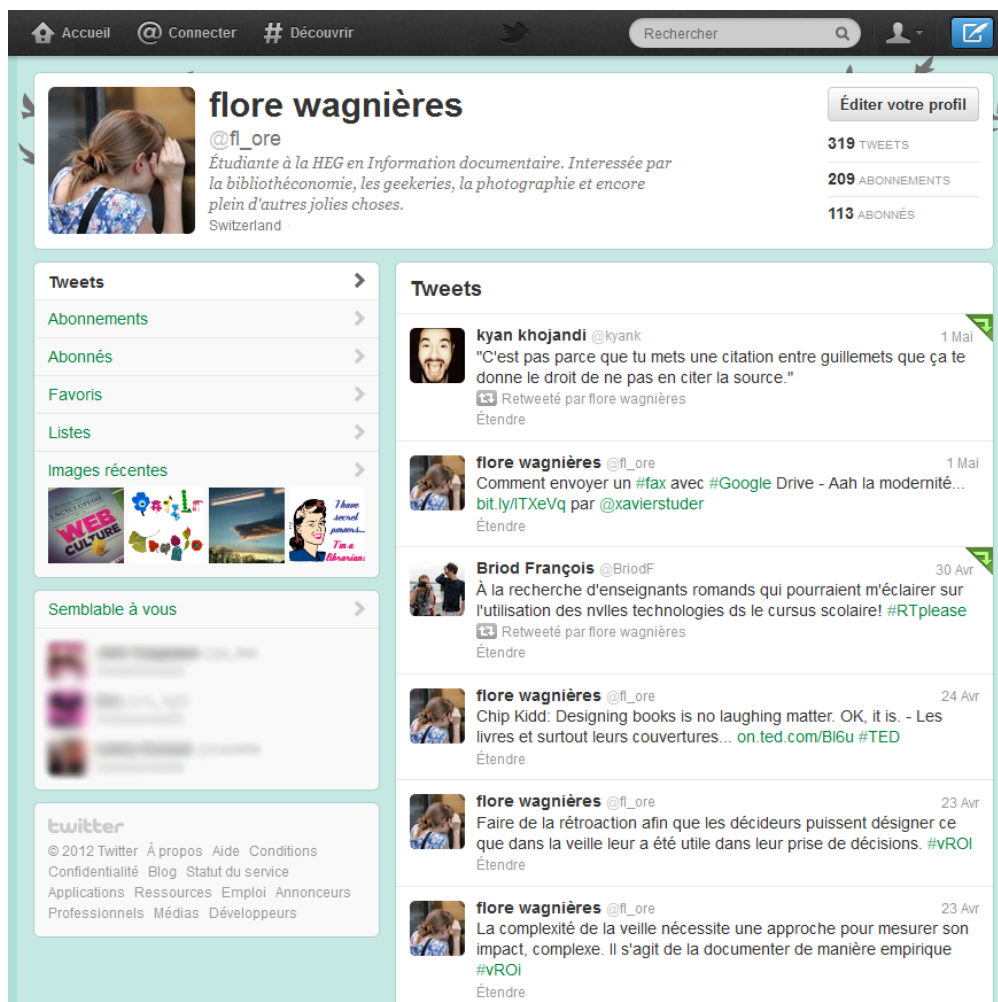 Accueil @ Connecter # Découvrir Rechercher
flore wagnières
@fl_ore
Étudiante à la HEG en Information documentaire. Interessée par
la bibliothéconomie, les geekeries, la photographie et encore
plein d'autres jolies choses.
Switzerland
Éditer votre profil
319 TWEETS
209 ABONNEMENTS
113 ABONNÉS
Tweets
Abonnements
Abonnés
Favoris
Listes
Images récentes
ENCYCLOPEDIE
WEB
CULTURE
I have
secret
powers...
I'm a
librarian!
Semblable à vous
twitter
© 2012 Twitter À propos Aide Conditions
Confidentialité Blog Statut du service
Applications Ressources Emploi Annonceurs
Professionnels Médias Développeurs
Tweets
kyan khojandi @kyank 1 Mai
"C'est pas parce que tu mets une citation entre guillemets que ça te
donne le droit de ne pas en citer la source."
Retweeté par flore wagnières
Étendre
flore wagnières @fl_ore 1 Mai
Comment envoyer un #fax avec #Google Drive - Aah la modernité...
bit.ly/ITXeVq par @xavierstuder
Étendre
Briod François @BriodF 30 Avr
À la recherche d'enseignants romands qui pourraient m'éclairer sur
l'utilisation des nvlles technologies ds le cursus scolaire! #RTplease
Retweeté par flore wagnières
Étendre
flore wagnières @fl_ore 24 Avr
Chip Kidd: Designing books is no laughing matter. OK, it is. - Les
livres et surtout leurs couvertures... on.ted.com/Bl6u #TED
Étendre
flore wagnières @fl_ore 23 Avr
Faire de la rétroaction afin que les décideurs puissent désigner ce
que dans la veille leur a été utile dans leur prise de décisions. #vROI
Étendre
flore wagnières @fl_ore 23 Avr
La complexité de la veille nécessite une approche pour mesurer son
impact, complexe. Il s'agit de la documenter de manière empirique
#vROi
Étendre